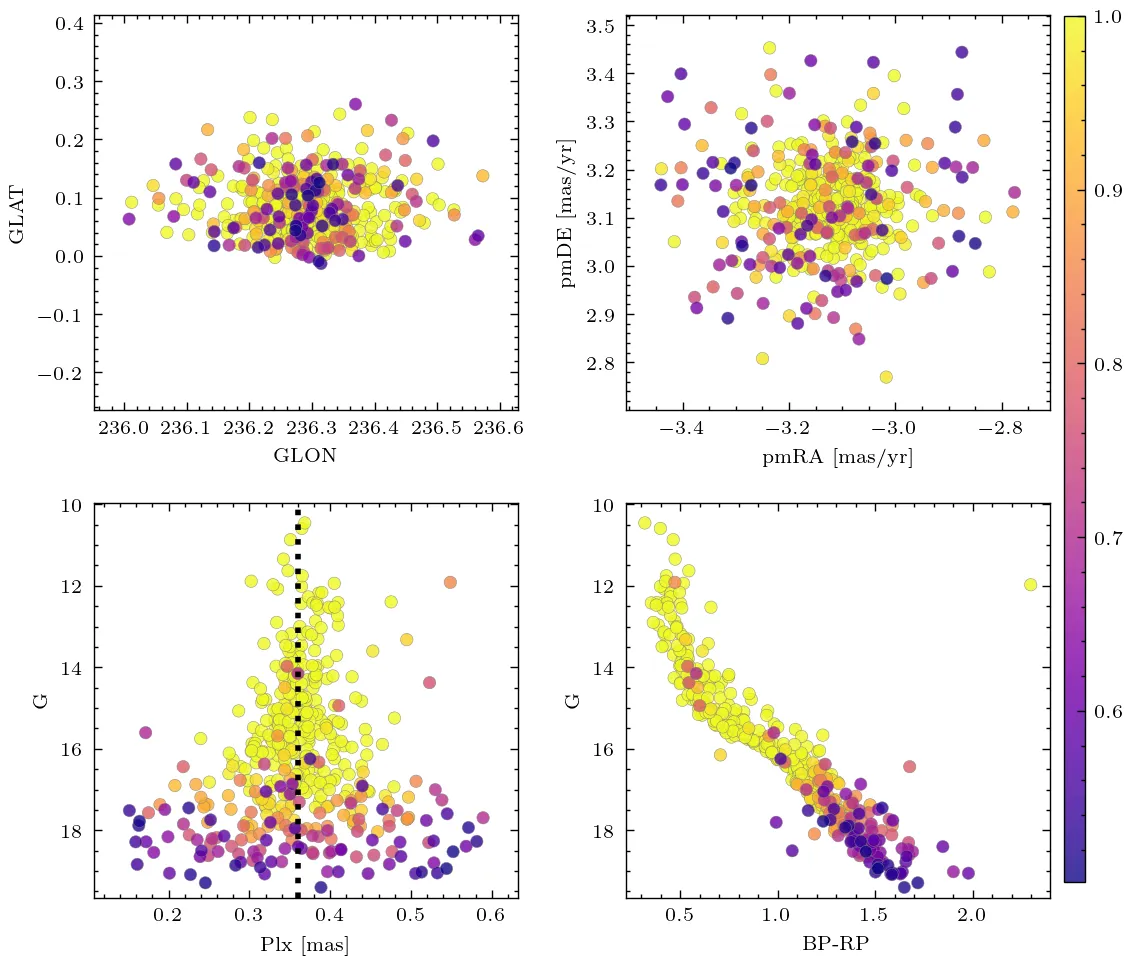 0.4
0.3
0.2
0.1
0.0
−0.1
−0.2
GLAT
236.0 236.1 236.2 236.3 236.4 236.5 236.6
GLON
3.5
3.4
3.3
3.2
3.1
3.0
2.9
2.8
pmDE [mas/yr]
−3.4 −3.2 −3.0 −2.8
pmRA [mas/yr]
1.0
0.9
0.8
0.7
0.6
10
12
14
16
18
G
0.2 0.3 0.4 0.5 0.6
Plx [mas]
10
12
14
16
18
G
0.5 1.0 1.5 2.0
BP-RP